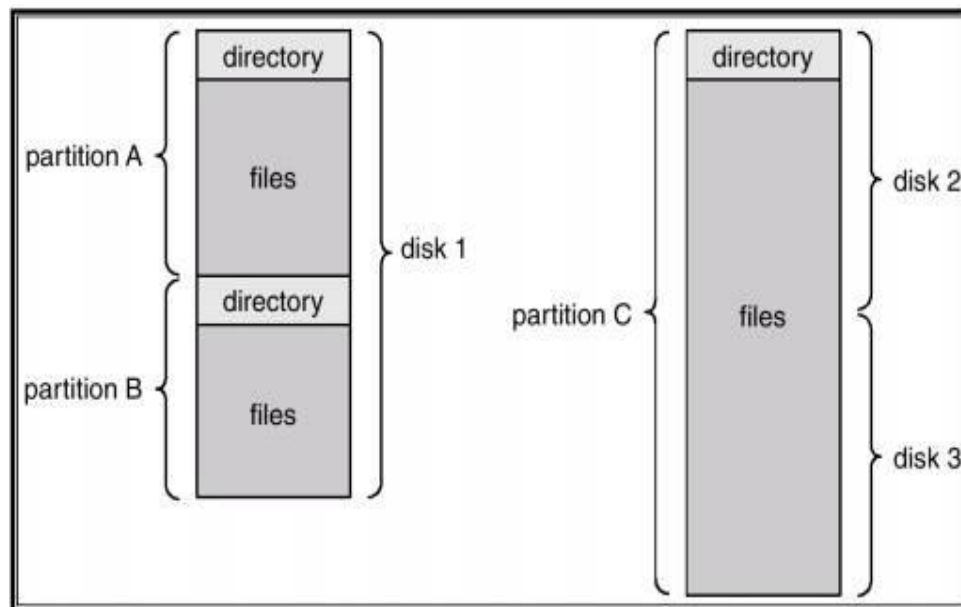 directory
partition A
files
disk 1
directory
partition B
files
directory
disk 2
partition C
files
disk 3